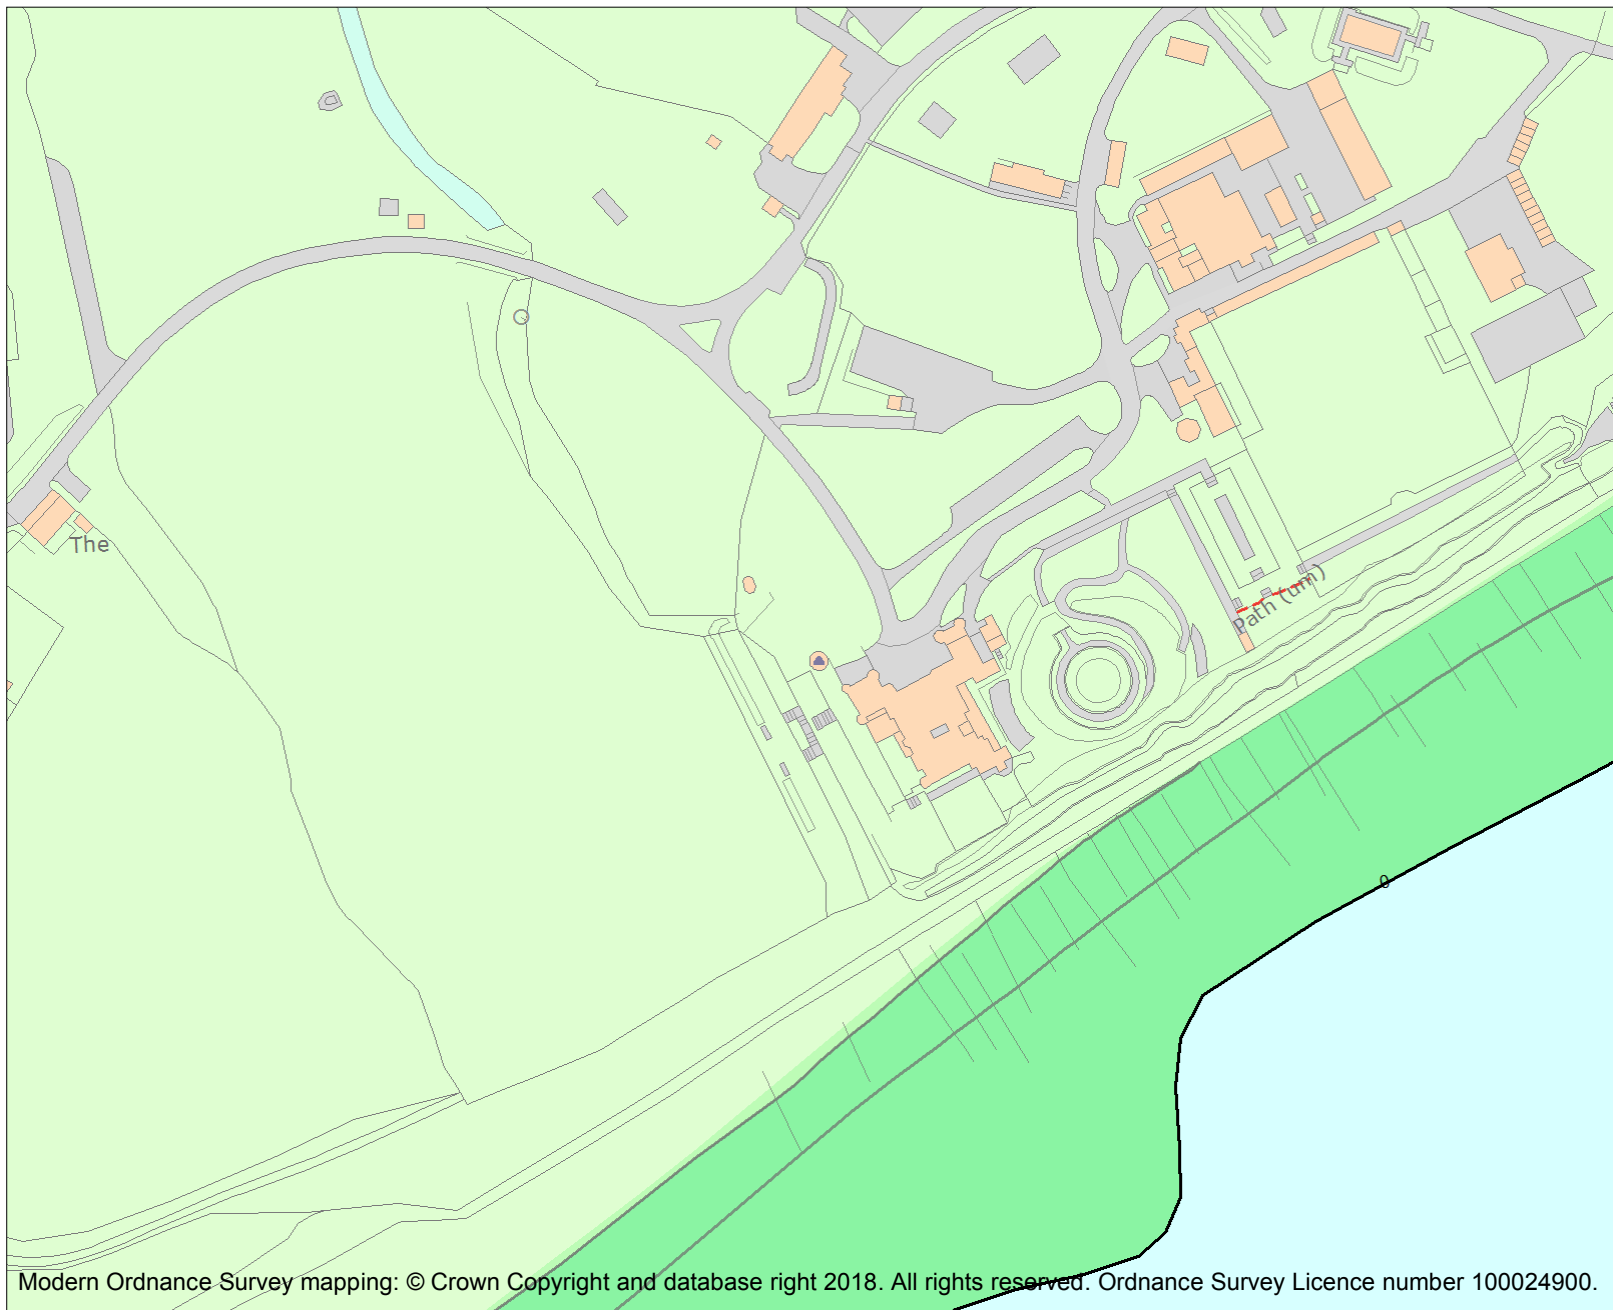 The
Path (um)
0
Modern Ordnance Survey mapping: © Crown Copyright and database right 2018. All rights reserved. Ordnance Survey Licence number 100024900.